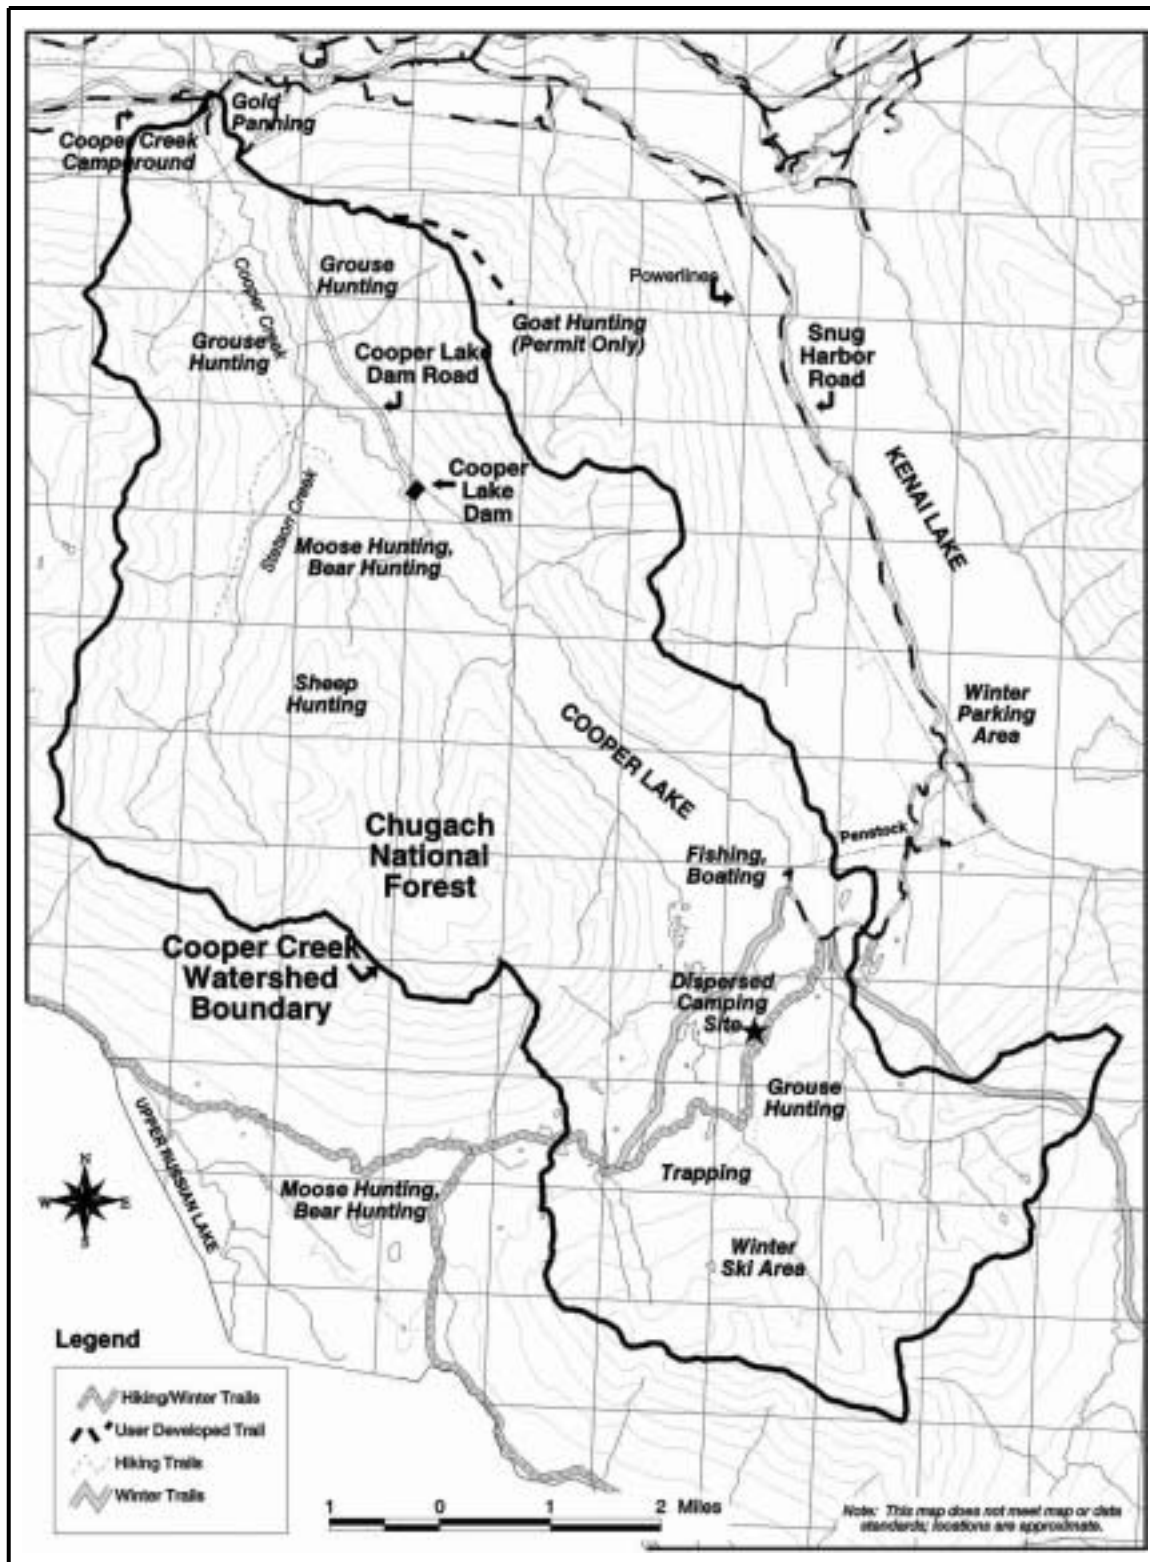 Gold
Panning
Cooper Creek
Campground
Grouse
Hunting
Cooper Creek
Grouse
Hunting
Powerlines
Goat Hunting
(Permit Only)
Snug
Harbor
Road
Cooper Lake
Dam Road
KENAI LAKE
Cooper
Lake
Dam
Stetson Creek
Moose Hunting,
Bear Hunting
Sheep
Hunting
Winter
Parking
Area
COOPER LAKE
Chugach
National
Forest
Penstock
Fishing,
Boating
Cooper Creek
Watershed
Boundary
Dispersed
Camping
Site
Grouse
Hunting
UPPER RUSSIAN LAKE
Trapping
N
W
E
S
Moose Hunting,
Bear Hunting
Winter
Ski Area
Legend
Hiking/Winter Trails
User Developed Trail
Hiking Trails
Winter Trails
1 0 1 2 Miles
Note: This map does not meet map or data
standards; locations are approximate.